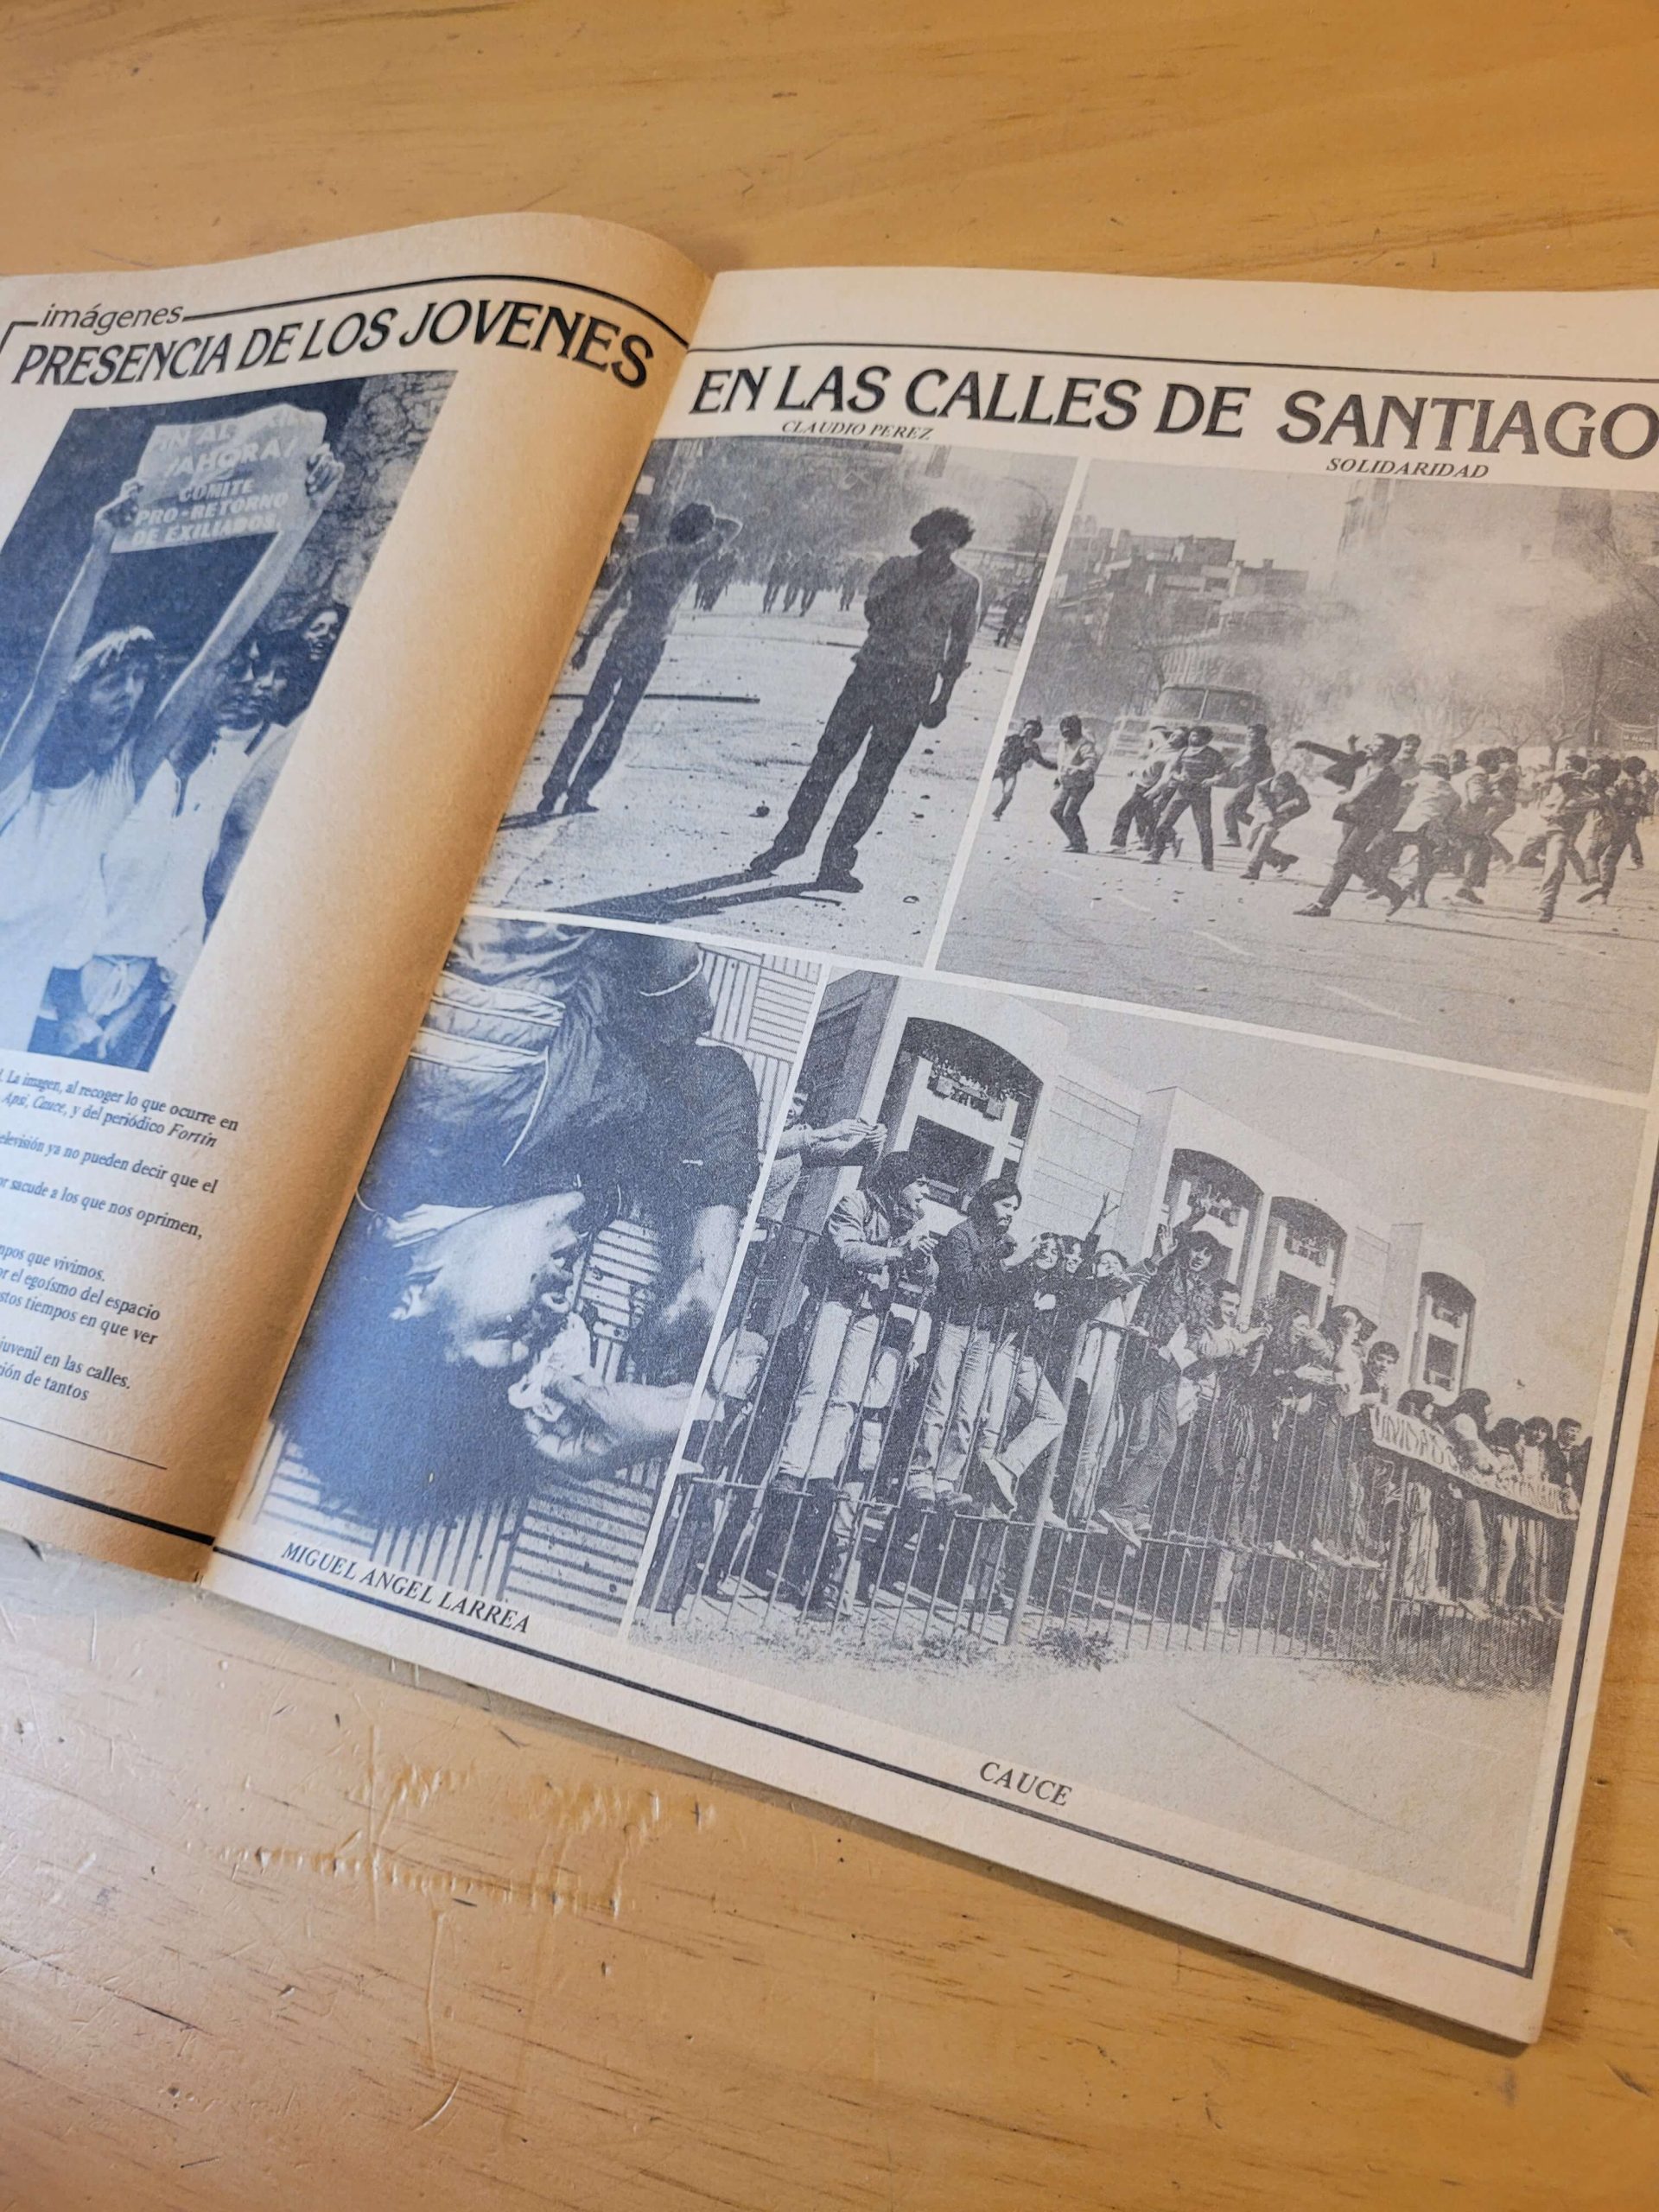 imágenes
PRESENCIA DE LOS JOVENES
EN LAS CALLES DE SANTIAGO
CLAUDIO PEREZ
SOLIDARIDAD
¡AHORA!
COMITE
PRO-RETORNO
DE EXILIADOS
La imagen, al recoger lo que ocurre en
Apsi, Cauce, y del periódico Fortín
elevisión ya no pueden decir que el
or sacude a los que nos oprimen,
mpos que vivimos.
or el egoísmo del espacio
stos tiempos en que ver
juvenil en las calles.
ión de tantos
MIGUEL ANGEL LARREA
CAUCE